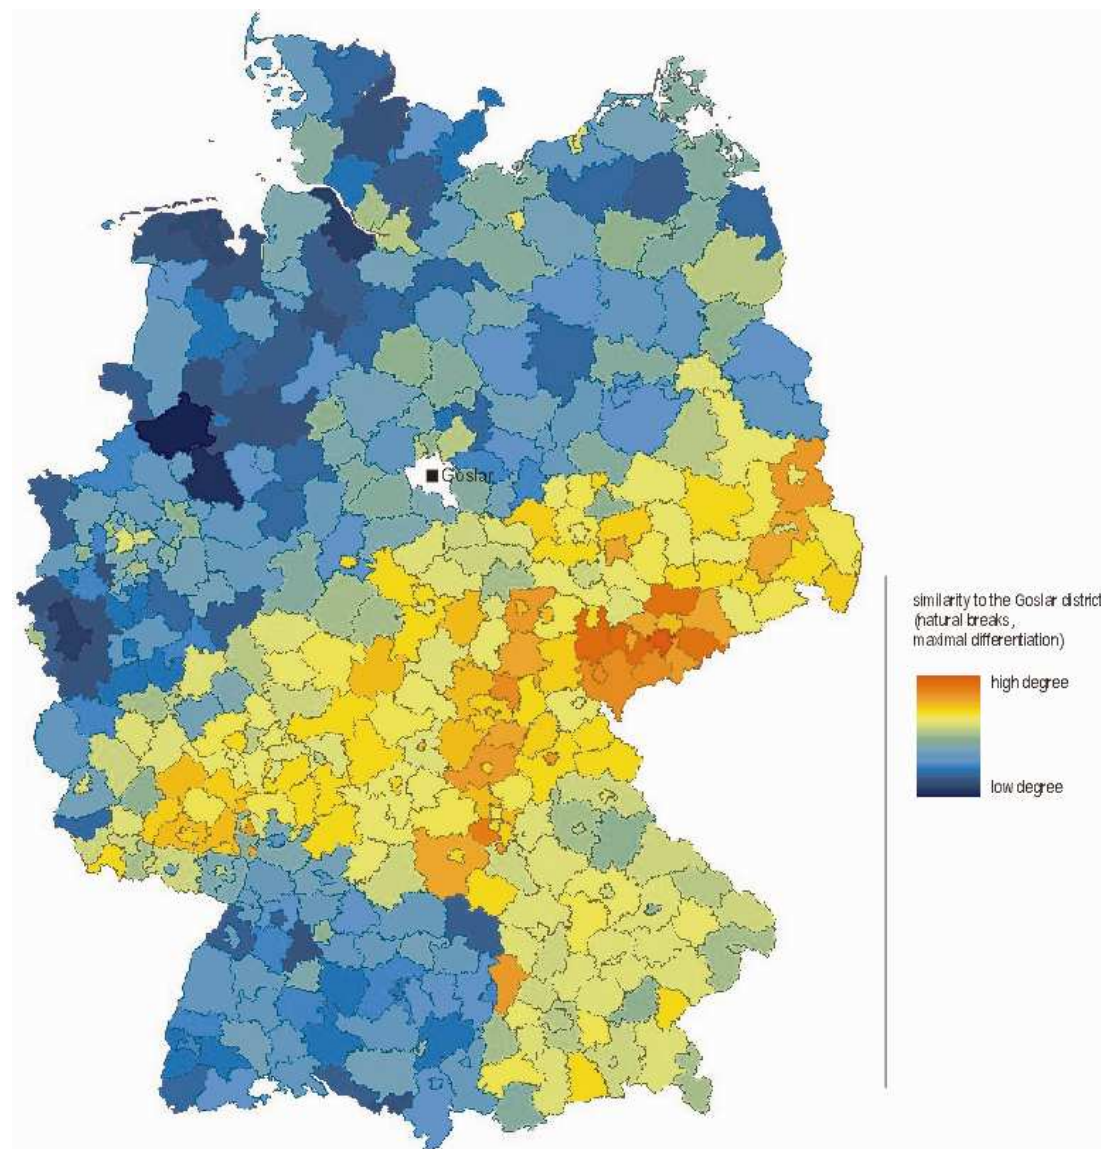 Goslar
similarity to the Goslar district
(natural breaks,
maximal differentiation)
high degree
low degree